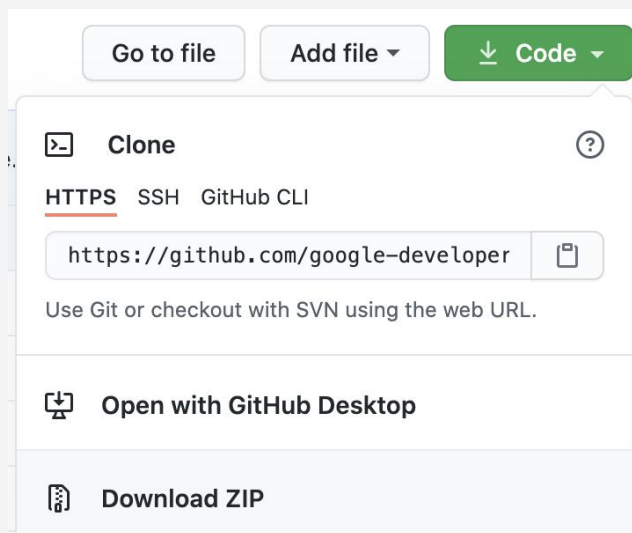 Go to file Add file Code
Clone
HTTPS SSH GitHub CLI
https://github.com/google-developer
Use Git or checkout with SVN using the web URL.
Open with GitHub Desktop
Download ZIP